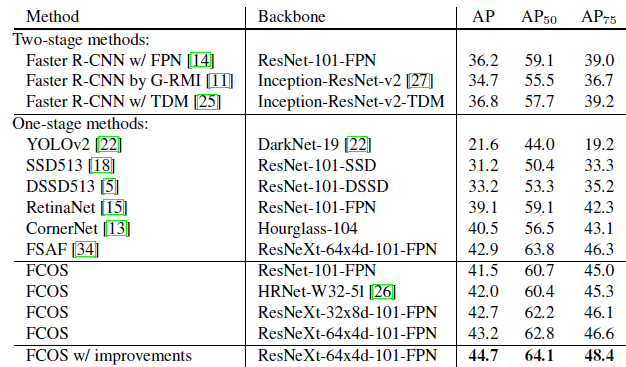 Method Backbone AP AP50 AP75
Two-stage methods:
Faster R-CNN w/ FPN [14] ResNet-101-FPN 36.2 59.1 39.0
Faster R-CNN by G-RMI [11] Inception-ResNet-v2 [27] 34.7 55.5 36.7
Faster R-CNN w/ TDM [25] Inception-ResNet-v2-TDM 36.8 57.7 39.2
One-stage methods:
YOLOv2 [22] DarkNet-19 [22] 21.6 44.0 19.2
SSD513 [18] ResNet-101-SSD 31.2 50.4 33.3
DSSD513 [5] ResNet-101-DSSD 33.2 53.3 35.2
RetinaNet [15] ResNet-101-FPN 39.1 59.1 42.3
CornerNet [13] Hourglass-104 40.5 56.5 43.1
FSAF [34] ResNeXt-64x4d-101-FPN 42.9 63.8 46.3
FCOS ResNet-101-FPN 41.5 60.7 45.0
FCOS HRNet-W32-5l [26] 42.0 60.4 45.3
FCOS ResNeXt-32x8d-101-FPN 42.7 62.2 46.1
FCOS ResNeXt-64x4d-101-FPN 43.2 62.8 46.6
FCOS w/ improvements ResNeXt-64x4d-101-FPN 44.7 64.1 48.4